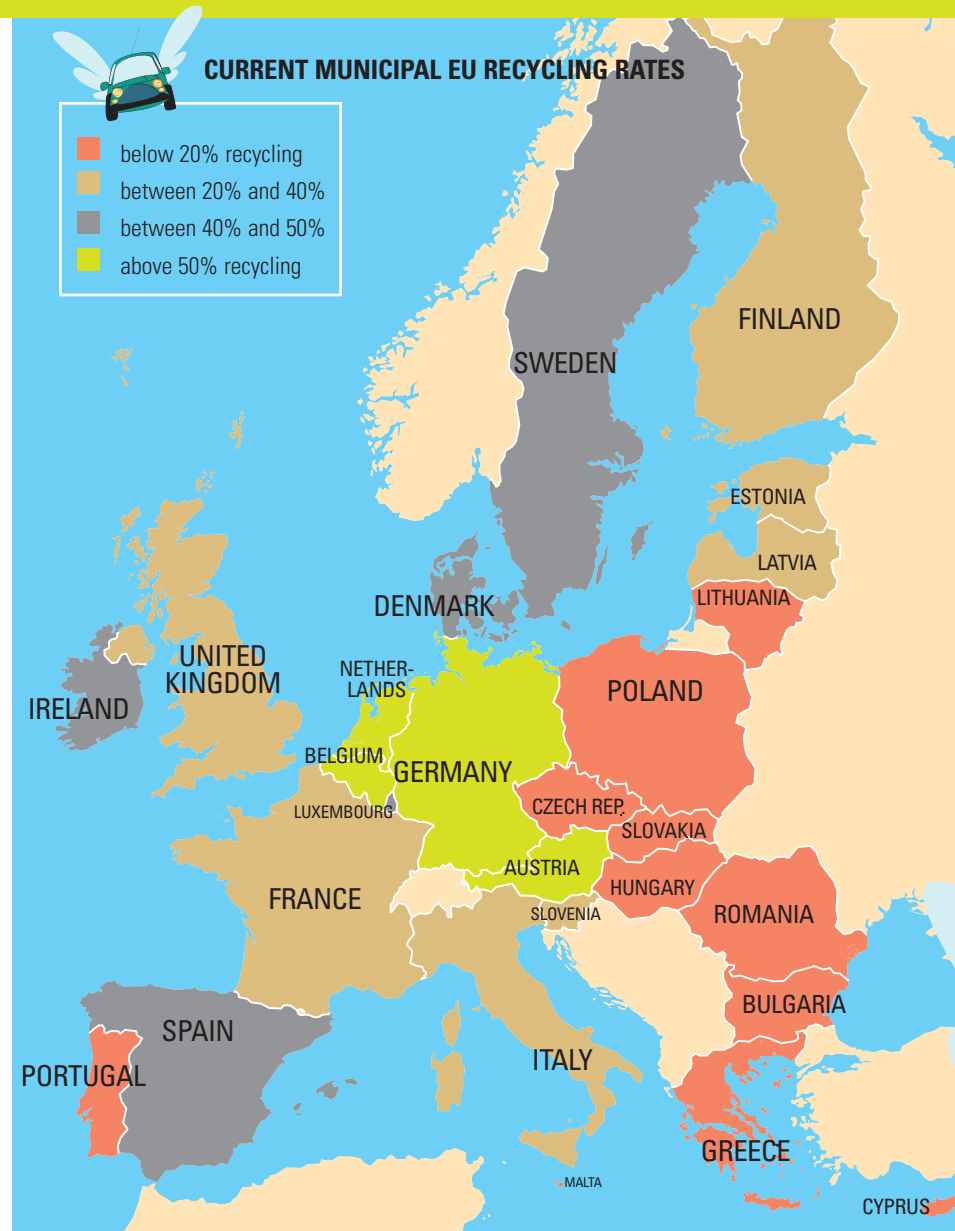 CURRENT MUNICIPAL EU RECYCLING RATES
below 20% recycling
between 20% and 40%
between 40% and 50%
above 50% recycling
FINLAND
SWEDEN
ESTONIA
LATVIA
LITHUANIA
DENMARK
UNITED
KINGDOM
IRELAND
NETHER-
LANDS
POLAND
BELGIUM
GERMANY
LUXEMBOURG
CZECH REP.
SLOVAKIA
AUSTRIA
HUNGARY
FRANCE
SLOVENIA
ROMANIA
BULGARIA
SPAIN
PORTUGAL
ITALY
GREECE
MALTA
CYPRUS